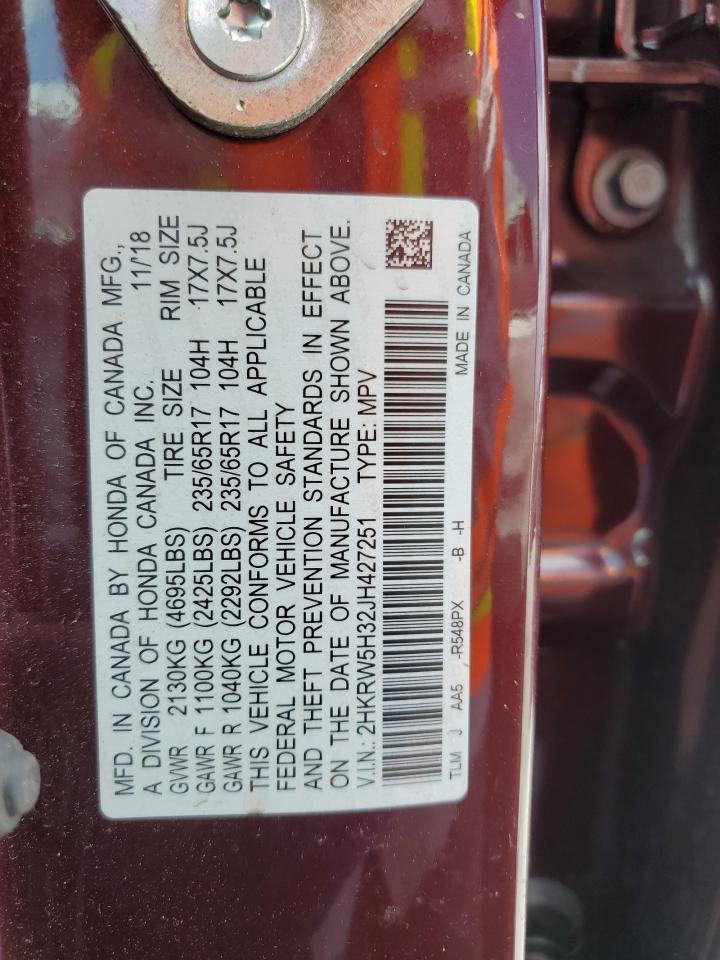 MFD. IN CANADA BY HONDA OF CANADA MFG.,
A DIVISION OF HONDA CANADA INC. 11/'18
GVWR 2130KG (4695LBS) TIRE SIZE RIM SIZE
GAWR F 1100KG (2425LBS) 235/65R17 104H 17X7.5J
GAWR R 1040KG (2292LBS) 235/65R17 104H 17X7.5J
THIS VEHICLE CONFORMS TO ALL APPLICABLE
FEDERAL MOTOR VEHICLE SAFETY
AND THEFT PREVENTION STANDARDS IN EFFECT
ON THE DATE OF MANUFACTURE SHOWN ABOVE.
V.I.N.: 2HKRW5H32JH427251 TYPE: MPV
TLM J AA5 -R548PX -B -H MADE IN CANADA